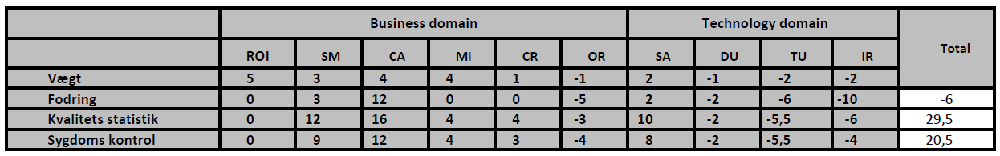 Business domain Technology domain Total
ROI SM CA MI CR OR SA DU TU IR
Vægt 5 3 4 4 1 -1 2 -1 -2 -2
Fodring 0 3 12 0 0 -5 2 -2 -6 -10 -6
Kvalitets statistik 0 12 16 4 4 -3 10 -2 -5,5 -6 29,5
Sygdoms kontrol 0 9 12 4 3 -4 8 -2 -5,5 -4 20,5